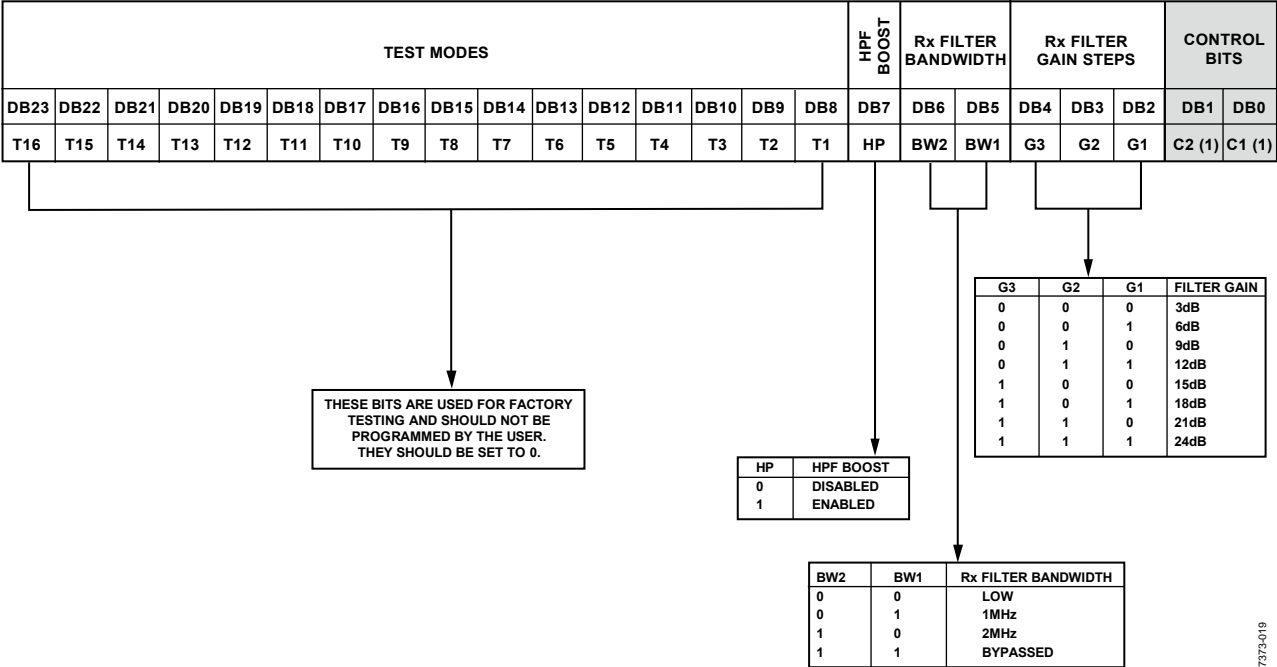 TEST MODES
HPF BOOST
Rx FILTER BANDWIDTH
Rx FILTER GAIN STEPS
CONTROL BITS
DB23 DB22 DB21 DB20 DB19 DB18 DB17 DB16 DB15 DB14 DB13 DB12 DB11 DB10 DB9 DB8 DB7 DB6 DB5 DB4 DB3 DB2 DB1 DB0
T16 T15 T14 T13 T12 T11 T10 T9 T8 T7 T6 T5 T4 T3 T2 T1 HP BW2 BW1 G3 G2 G1 C2 (1) C1 (1)
G3 G2 G1 FILTER GAIN
0 0 0 3dB
0 0 1 6dB
0 1 0 9dB
0 1 1 12dB
1 0 0 15dB
1 0 1 18dB
1 1 0 21dB
1 1 1 24dB
THESE BITS ARE USED FOR FACTORY
TESTING AND SHOULD NOT BE
PROGRAMMED BY THE USER.
THEY SHOULD BE SET TO 0.
HP HPF BOOST
0 DISABLED
1 ENABLED
BW2 BW1 Rx FILTER BANDWIDTH
0 0 LOW
0 1 1MHz
1 0 2MHz
1 1 BYPASSED
7373-019